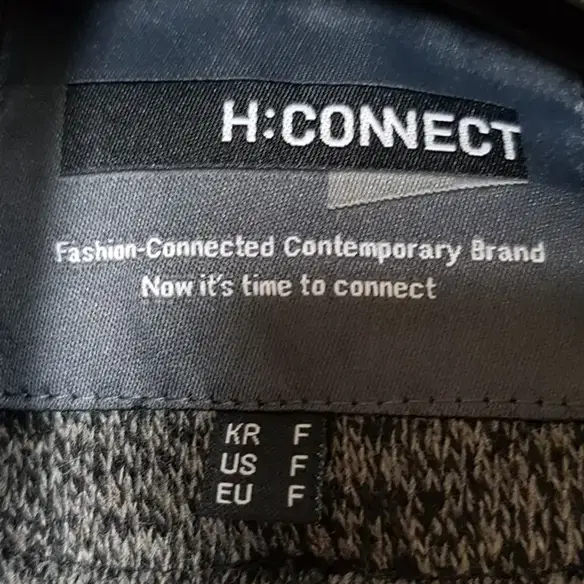 H:CONNECT
Fashion-Connected Contemporary Brand
Now it's time to connect
KR F
US F
EU F